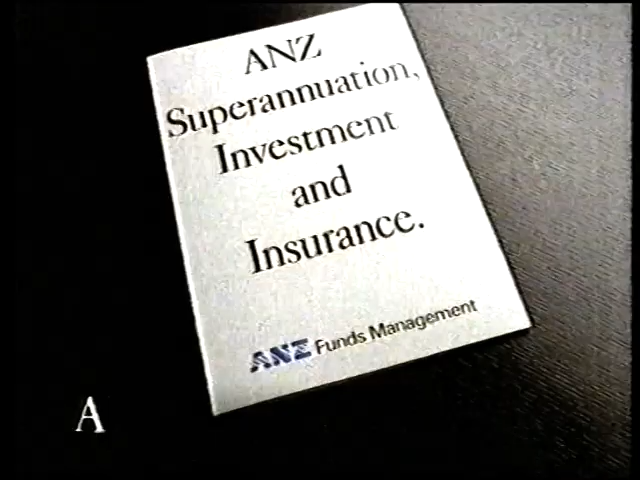 ANZ
Superannuation,
Investment
and
Insurance.
ANZ Funds Management
A